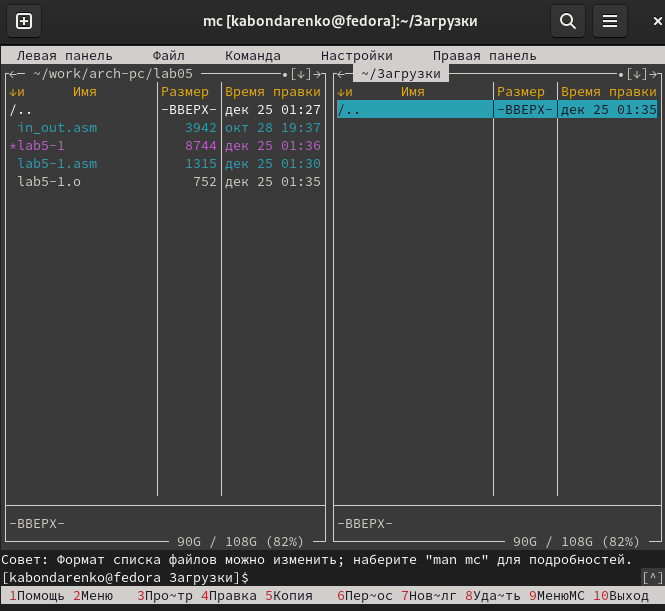 mc [kabondarenko@fedora]:~/Загрузки
Левая панель Файл Команда Настройки Правая панель
~/work/arch-pc/lab05 [↓] ~/Загрузки [↓]
↓и Имя Размер Время правки ↓и Имя Размер Время правки
/.. -ВВЕРХ- дек 25 01:27 /.. -ВВЕРХ- дек 25 01:35
in_out.asm 3942 окт 28 19:37
*lab5-1 8744 дек 25 01:36
lab5-1.asm 1315 дек 25 01:30
lab5-1.o 752 дек 25 01:35
-ВВЕРХ- -ВВЕРХ-
90G / 108G (82%) 90G / 108G (82%)
Совет: Формат списка файлов можно изменить; наберите "man mc" для подробностей.
[kabondarenko@fedora Загрузки]$ [^]
1Помощь 2Меню 3Про~тр 4Правка 5Копия 6Пер~ос 7Нов~лг 8Уда~ть 9МенюMC 10Выход